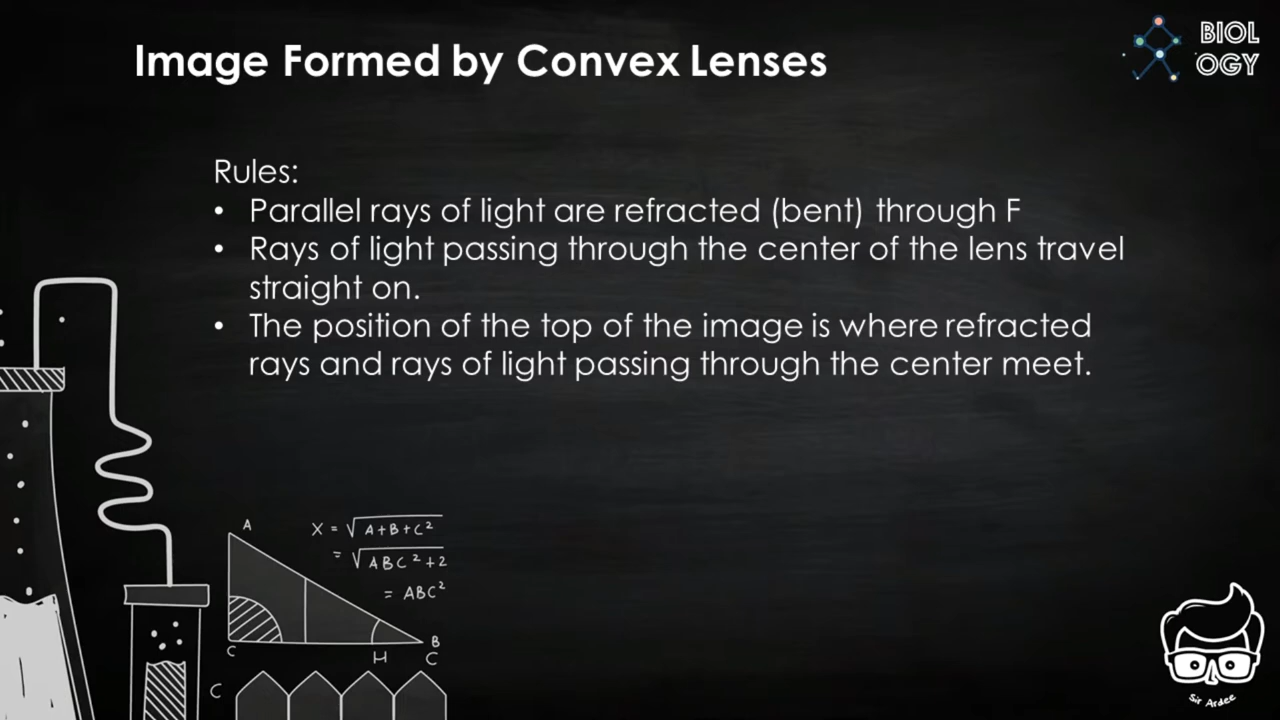 Image Formed by Convex Lenses
BIOL
OGY
Rules:
• Parallel rays of light are refracted (bent) through F
• Rays of light passing through the center of the lens travel
straight on.
• The position of the top of the image is where refracted
rays and rays of light passing through the center meet.
A
X = √A+B+C²
= √ABC²+2
= ABC²
C
H
B
C
C
Sir Ardee